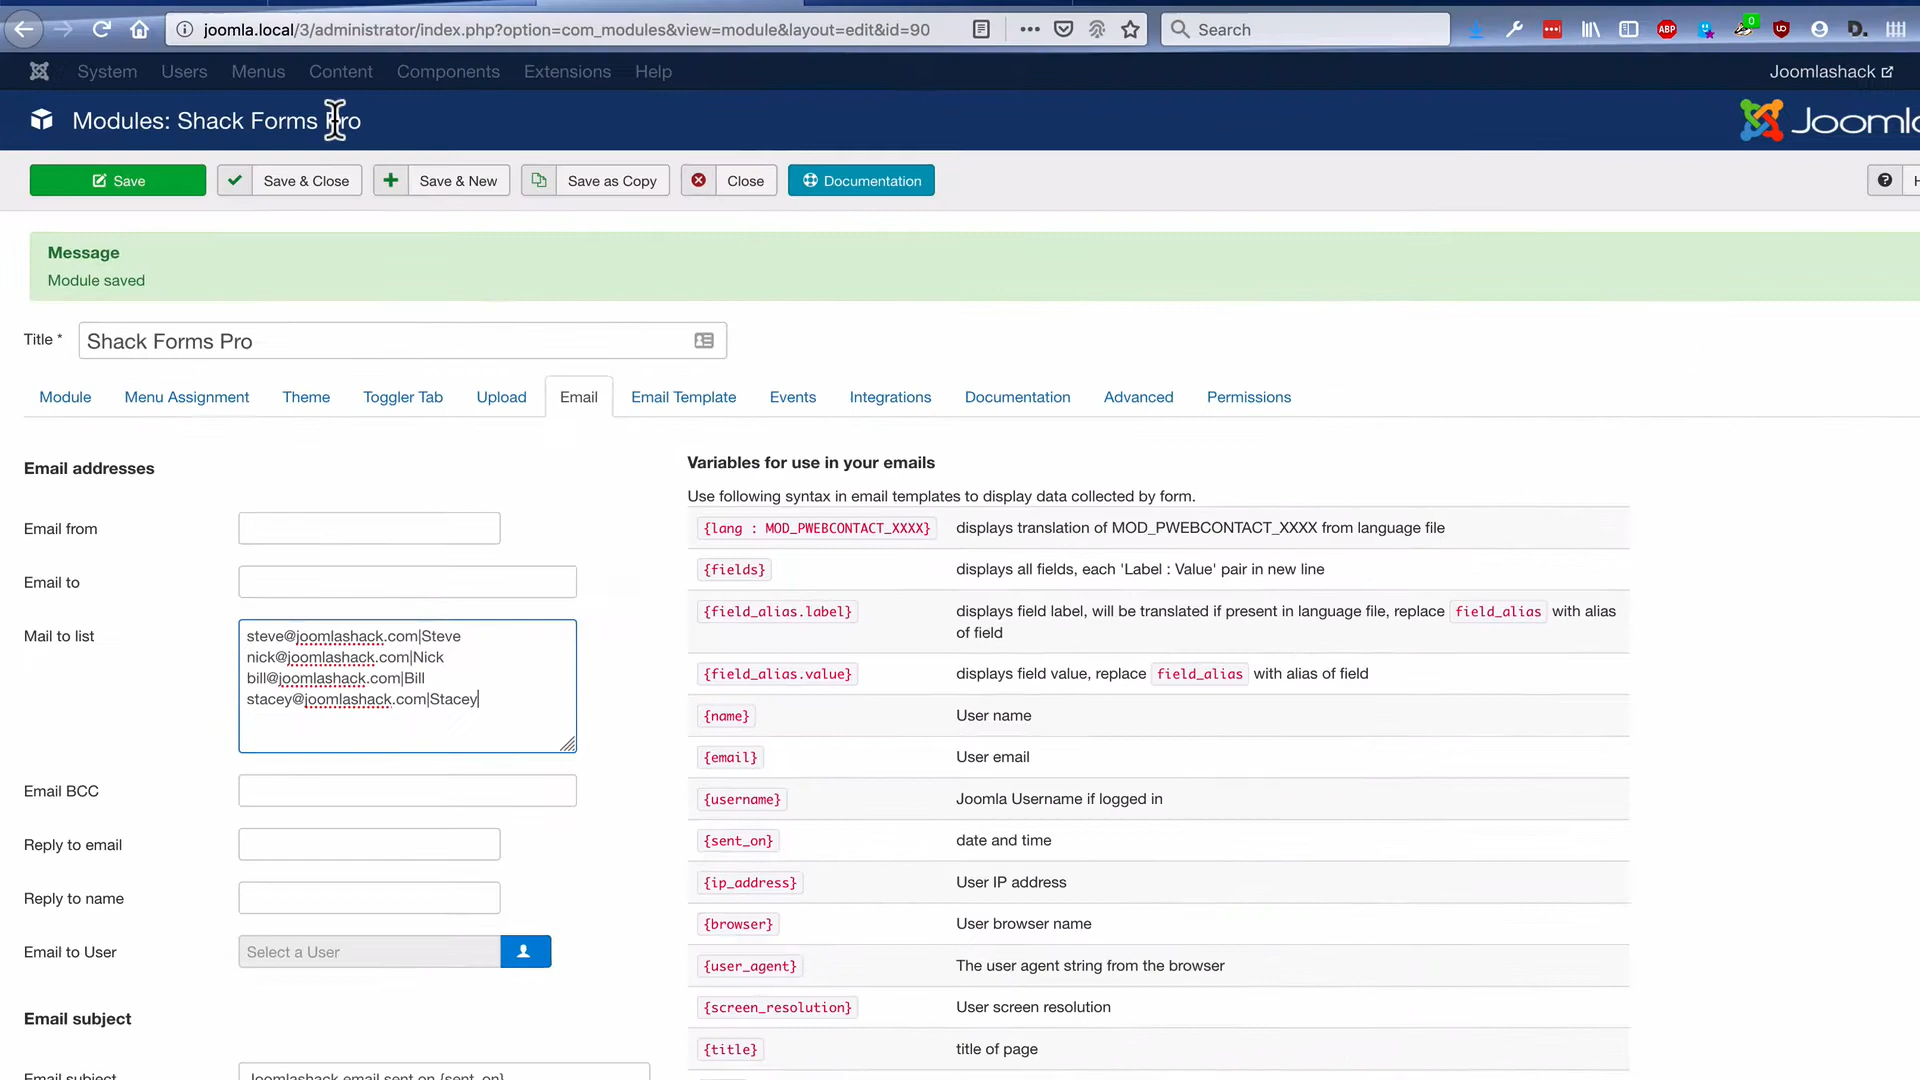 joomla.local/3/administrator/index.php?option=com_modules&view=module&layout=edit&id=90
Search
ABP
0
System
Users
Menus
Content
Components
Extensions
Help
Joomlashack
Modules: Shack Forms Pro
Save
Save & Close
Save & New
Save as Copy
Close
Documentation
Message
Module saved
Title *
Shack Forms Pro
Module
Menu Assignment
Theme
Toggler Tab
Upload
Email
Email Template
Events
Integrations
Documentation
Advanced
Permissions
Email addresses
Email from
Email to
Mail to list
steve@joomlashack.com|Steve
nick@joomlashack.com|Nick
bill@joomlashack.com|Bill
stacey@joomlashack.com|Stacey
Email BCC
Reply to email
Reply to name
Email to User
Select a User
Email subject
Email subject
Joomlashack email sent on {sent_on}
Variables for use in your emails
Use following syntax in email templates to display data collected by form.
{lang : MOD_PWEBCONTACT_XXXX} displays translation of MOD_PWEBCONTACT_XXXX from language file
{fields} displays all fields, each 'Label : Value' pair in new line
{field_alias.label} displays field label, will be translated if present in language file, replace field_alias with alias
of field
{field_alias.value} displays field value, replace field_alias with alias of field
{name} User name
{email} User email
{username} Joomla Username if logged in
{sent_on} date and time
{ip_address} User IP address
{browser} User browser name
{user_agent} The user agent string from the browser
{screen_resolution} User screen resolution
{title} title of page